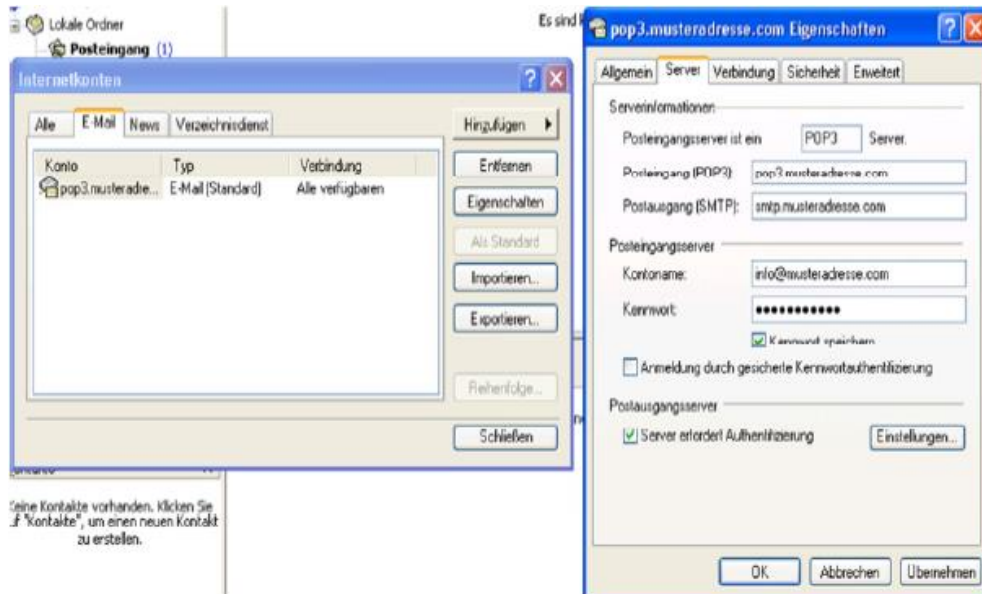 Lokale Ordner
Posteingang (1)
Es sind
Internetkonten
Alle E-Mail News Verzeichnisdienst
Konto Typ Verbindung
pop3.musteradre... E-Mail (Standard) Alle verfügbaren
Hinzufügen
Entfernen
Eigenschaften
Als Standard
Importieren...
Exportieren...
Reihenfolge...
Schließen
Keine Kontakte vorhanden. Klicken Sie
auf "Kontakte", um einen neuen Kontakt
zu erstellen.
pop3.musteradresse.com Eigenschaften
Allgemein Server Verbindung Sicherheit Erweitert
Serverinformationen
Posteingangsserver ist ein POP3 Server.
Posteingang (POP3): pop3.musteradresse.com
Postausgang (SMTP): smtp.musteradresse.com
Posteingangsserver
Kontoname: info@musteradresse.com
Kennwort: ●●●●●●●●●●●
Kennwort speichern
Anmeldung durch gesicherte Kennwortauthentifizierung
Postausgangsserver
Server erfordert Authentifizierung Einstellungen...
OK Abbrechen Übernehmen